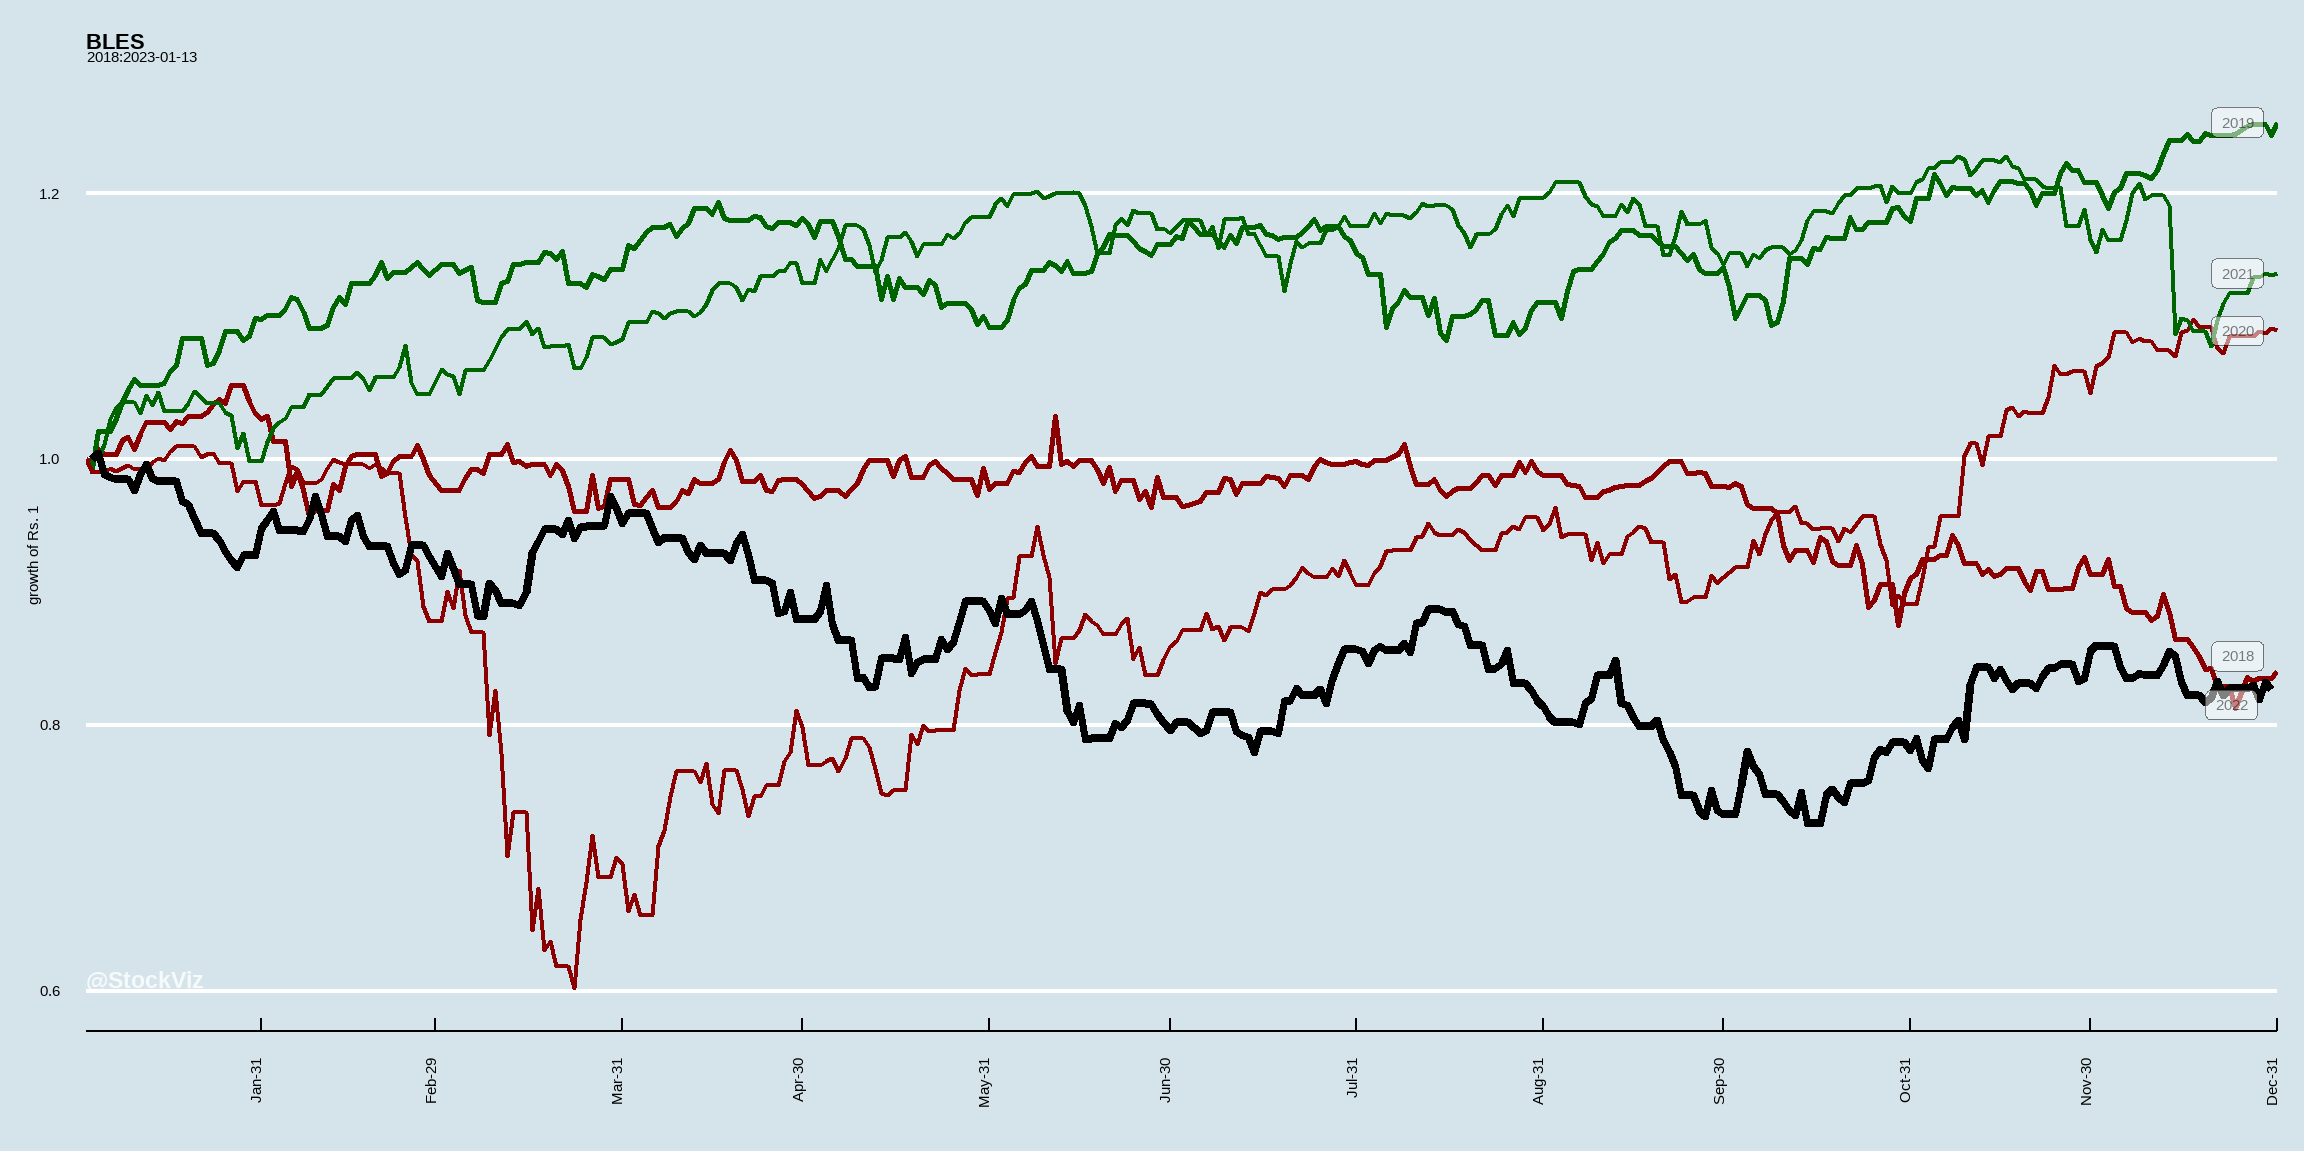 BLES
2018:2023-01-13
2019
1.2
2021
2020
1.0
growth of Rs. 1
2018
2022
0.8
@StockViz
0.6
Jan-31
Feb-29
Mar-31
Apr-30
May-31
Jun-30
Jul-31
Aug-31
Sep-30
Oct-31
Nov-30
Dec-31